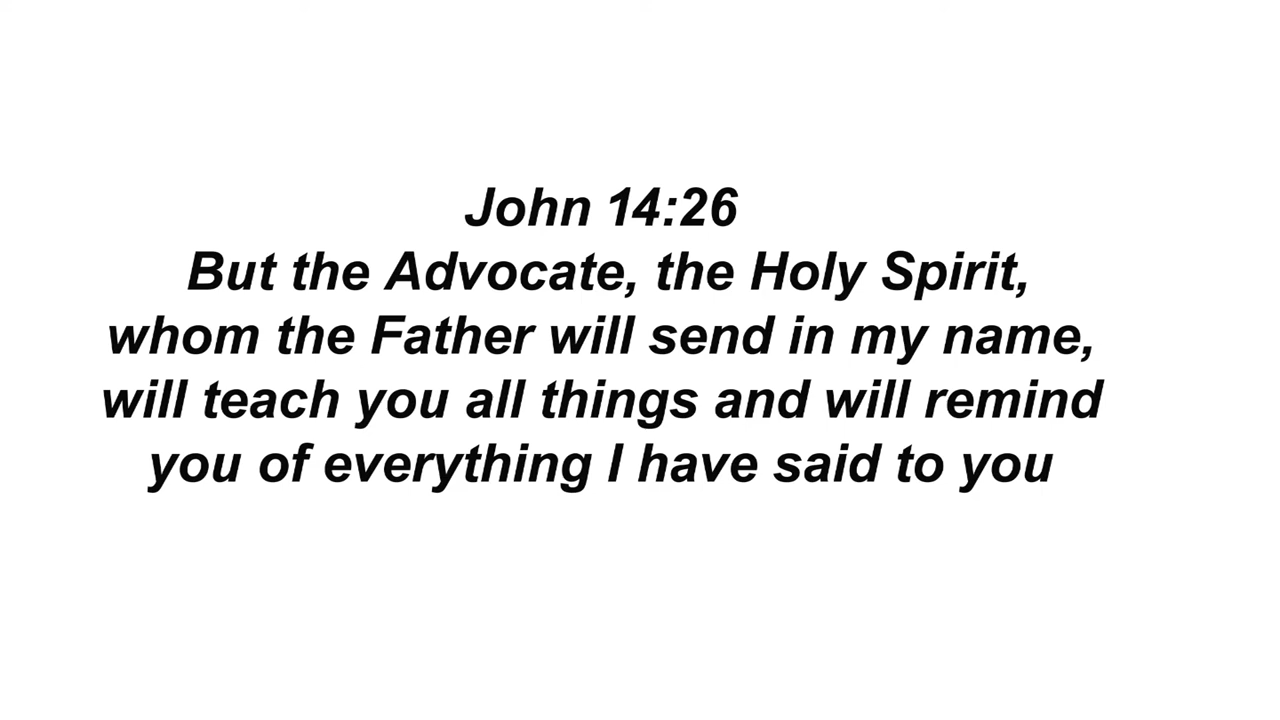 John 14:26
But the Advocate, the Holy Spirit,
whom the Father will send in my name,
will teach you all things and will remind
you of everything I have said to you